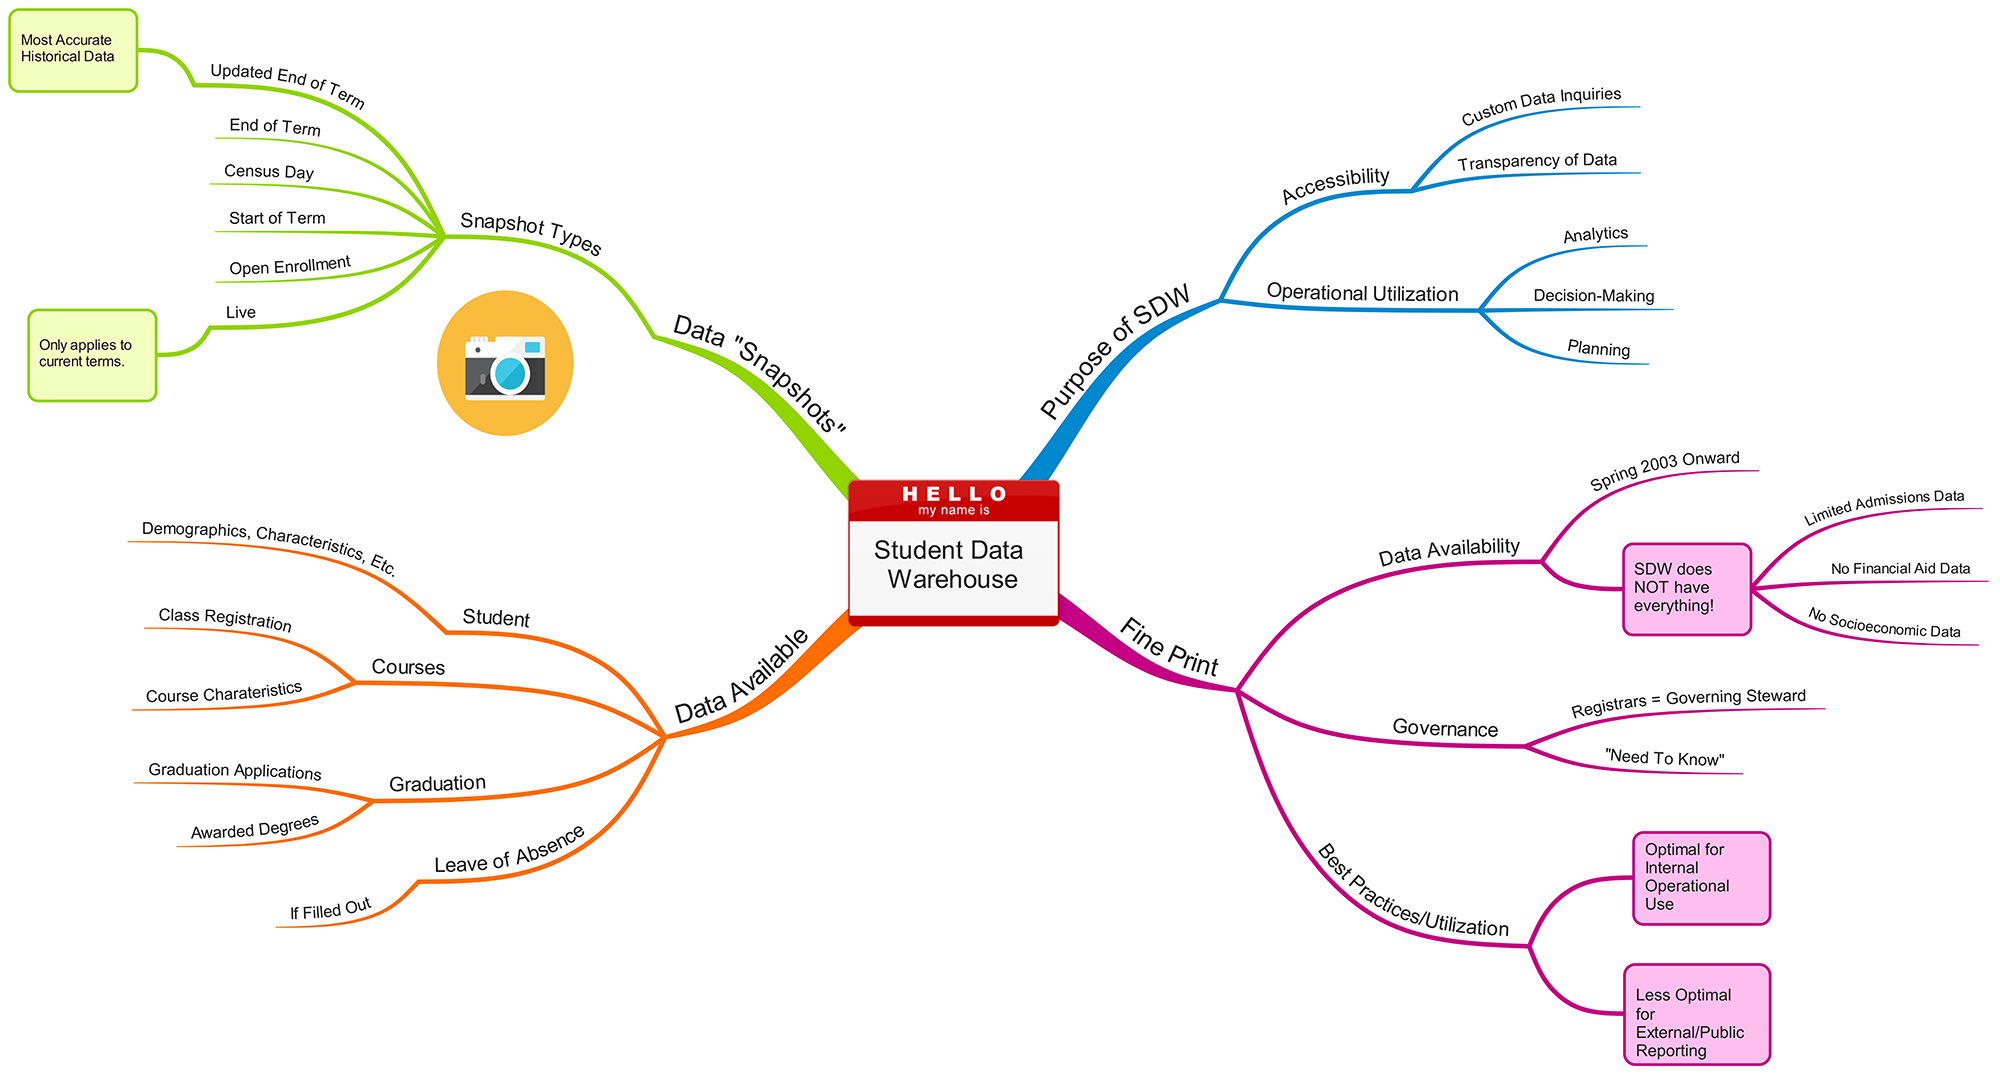 Most Accurate
Historical Data
Updated End of Term
End of Term
Census Day
Start of Term
Open Enrollment
Live
Only applies to
current terms.
Snapshot Types
Data "Snapshots"
Purpose of SDW
Accessibility
Custom Data Inquiries
Transparency of Data
Operational Utilization
Analytics
Decision-Making
Planning
HELLO
my name is
Student Data
Warehouse
Data Available
Student
Demographics, Characteristics, Etc.
Courses
Class Registration
Course Charateristics
Graduation
Graduation Applications
Awarded Degrees
Leave of Absence
If Filled Out
Fine Print
Data Availability
Spring 2003 Onward
SDW does
NOT have
everything!
Limited Admissions Data
No Financial Aid Data
No Socioeconomic Data
Governance
Registrars = Governing Steward
"Need To Know"
Best Practices/Utilization
Optimal for
Internal
Operational
Use
Less Optimal
for
External/Public
Reporting